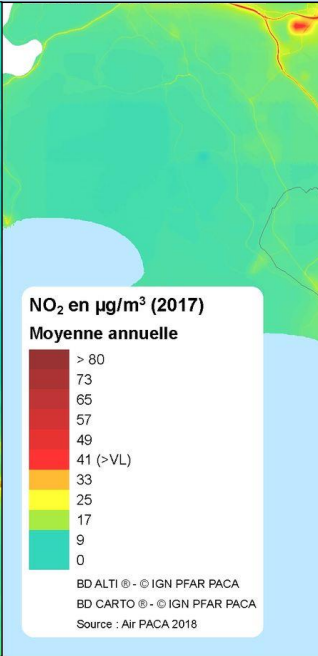 NO₂ en µg/m³ (2017)
Moyenne annuelle
> 80
73
65
57
49
41 (>VL)
33
25
17
9
0
BD ALTI ® - © IGN PFAR PACA
BD CARTO ® - © IGN PFAR PACA
Source : Air PACA 2018